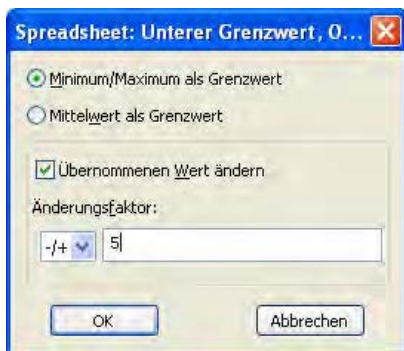 Spreadsheet: Unterer Grenzwert, O...
Minimum/Maximum als Grenzwert
Mittelwert als Grenzwert
Übernommenen Wert ändern
Änderungsfaktor:
-/+ 5
OK Abbrechen